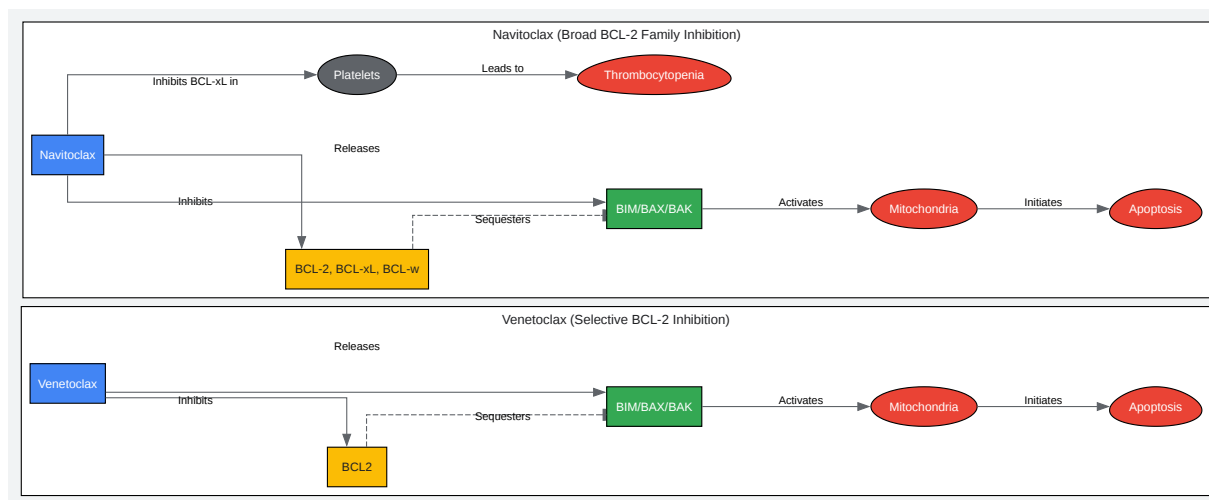 Navitoclax (Broad BCL-2 Family Inhibition)
Inhibits BCL-xL in
Platelets
Leads to
Thrombocytopenia
Navitoclax
Releases
Inhibits
BIM/BAX/BAK
Activates
Mitochondria
Initiates
Apoptosis
Sequesters
BCL-2, BCL-xL, BCL-w
Venetoclax (Selective BCL-2 Inhibition)
Releases
Venetoclax
Inhibits
BIM/BAX/BAK
Activates
Mitochondria
Initiates
Apoptosis
Sequesters
BCL2